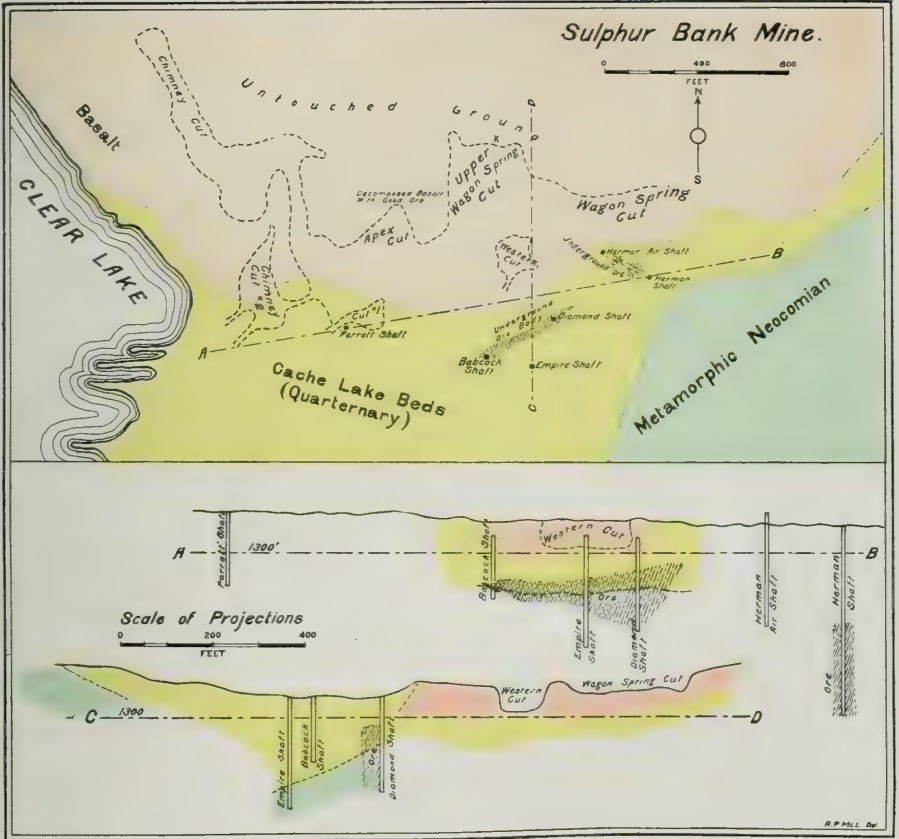 Sulphur Bank Mine.
0 400 800
FEET
N
S
Chimney
Cut
Untouched Ground
Basalt
CLEAR LAKE
Decomposed Basalt
With Good Ore
Apex
Cut
K
Upper
Wagon Spring
Cut
D
Wagon Spring
Cut
Western
Cut
Underground Ore
Herman Air Shaft
Herman
Shaft
B
Chimney
Cut #2
Cut #1
Parrott Shaft
A
Underground
Ore Body
Diamond Shaft
Babcock
Shaft
Empire Shaft
C
Cache Lake Beds
(Quarternary)
Metamorphic Neocomian
A
1300'
Parrott Shaft
Babcock Shaft
Western Cut
Ore
Empire
Shaft
Diamond
Shaft
Herman
Air Shaft
Herman
Shaft
Ore
B
Scale of Projections
0 200 400
FEET
C
1300
Empire Shaft
Babcock
Shaft
Ore
Diamond Shaft
Western
Cut
Wagon Spring Cut
D
R.P. McL. Del